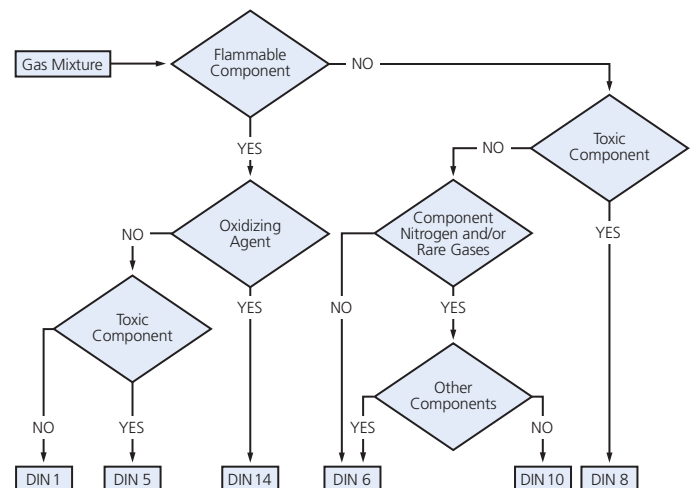 Flammable
Component
Gas Mixture
NO
Toxic
Component
YES
NO
Oxidizing
Agent
Component
Nitrogen and/or
Rare Gases
NO
YES
YES
NO
YES
Toxic
Component
Other
Components
NO
YES
YES
NO
DIN 1
DIN 5
DIN 14
DIN 6
DIN 10
DIN 8